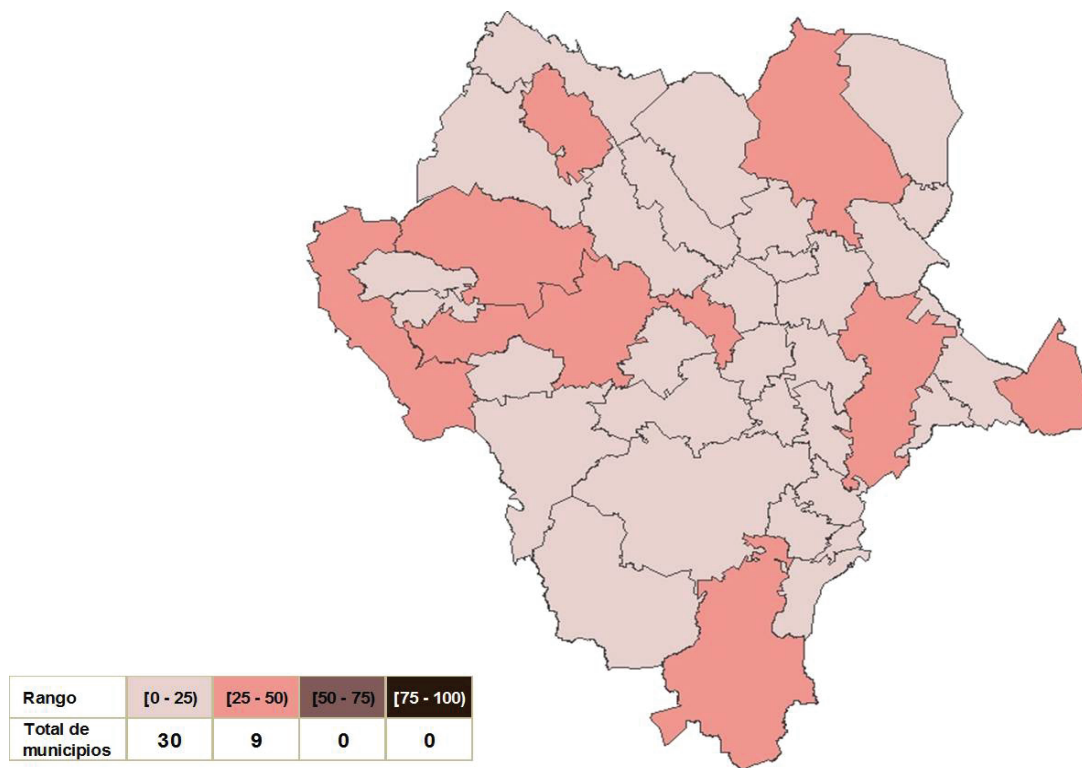 Rango [0 - 25) [25 - 50) [50 - 75) [75 - 100)
Total de
municipios 30 9 0 0